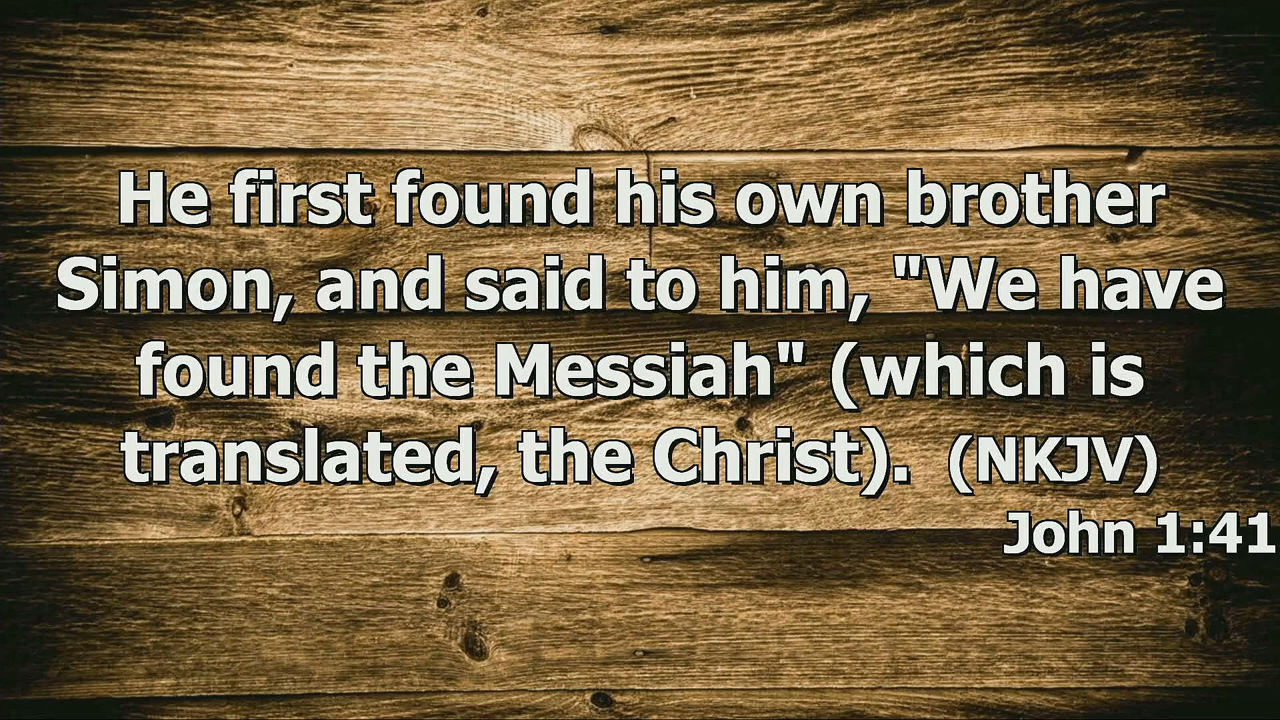 He first found his own brother
Simon, and said to him, "We have
found the Messiah" (which is
translated, the Christ). (NKJV)
John 1:41